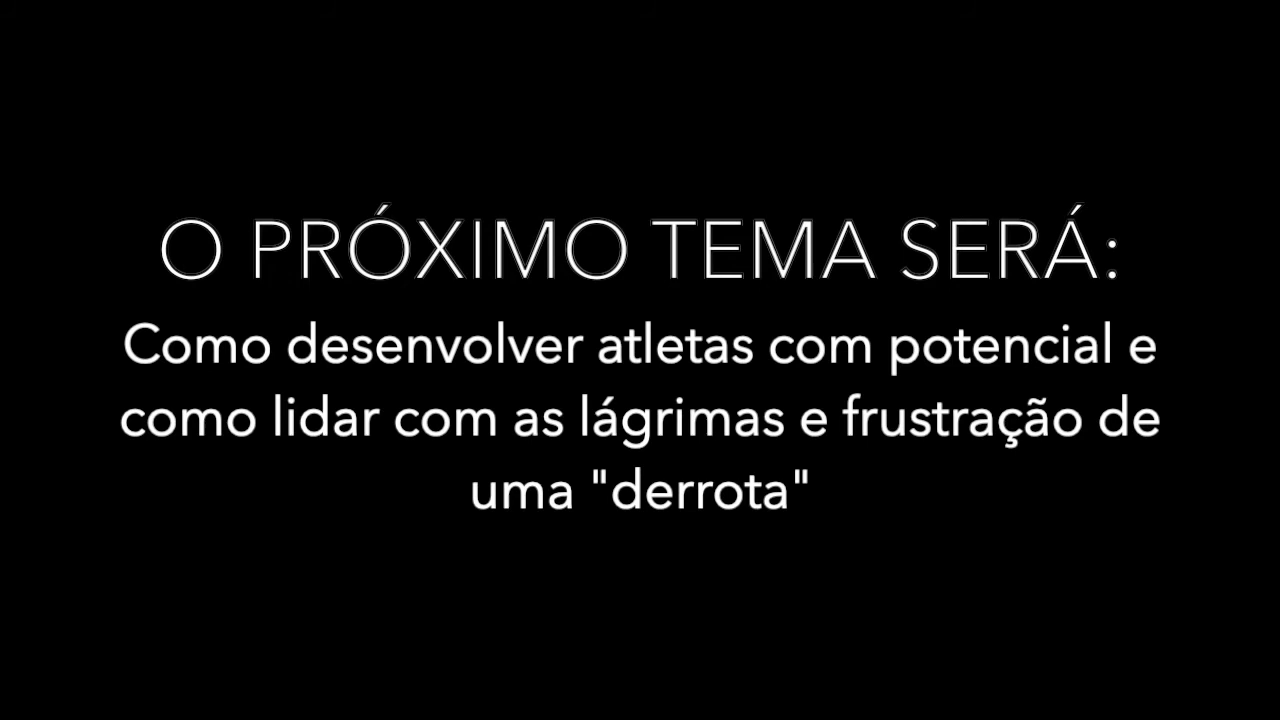 O PRÓXIMO TEMA SERÁ:
Como desenvolver atletas com potencial e
como lidar com as lágrimas e frustração de
uma "derrota"